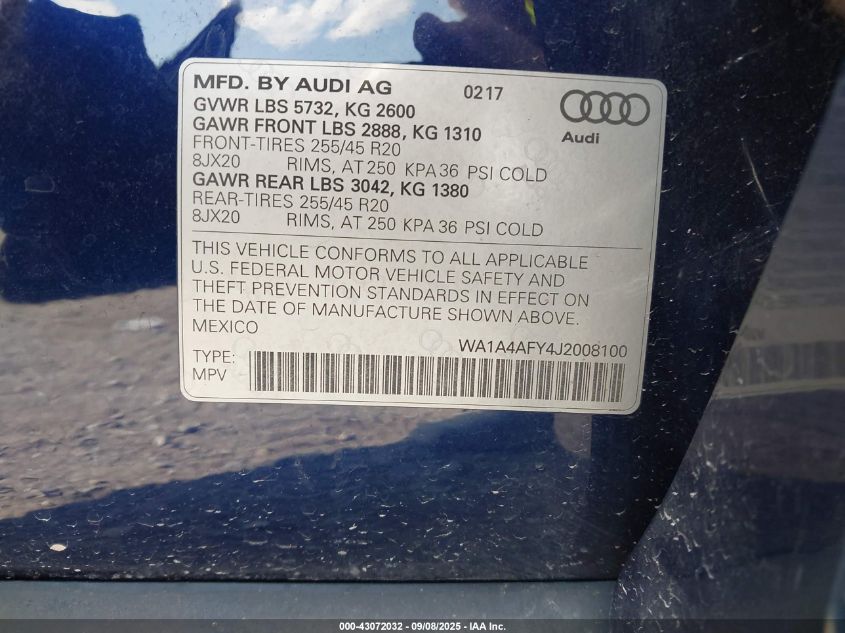 MFD. BY AUDI AG 0217
GVWR LBS 5732, KG 2600
GAWR FRONT LBS 2888, KG 1310
FRONT-TIRES 255/45 R20
8JX20 RIMS, AT 250 KPA 36 PSI COLD
GAWR REAR LBS 3042, KG 1380
REAR-TIRES 255/45 R20
8JX20 RIMS, AT 250 KPA 36 PSI COLD
Audi
THIS VEHICLE CONFORMS TO ALL APPLICABLE
U.S. FEDERAL MOTOR VEHICLE SAFETY AND
THEFT PREVENTION STANDARDS IN EFFECT ON
THE DATE OF MANUFACTURE SHOWN ABOVE.
MEXICO
WA1A4AFY4J2008100
TYPE:
MPV
000-43072032 - 09/08/2025 - IAA Inc.